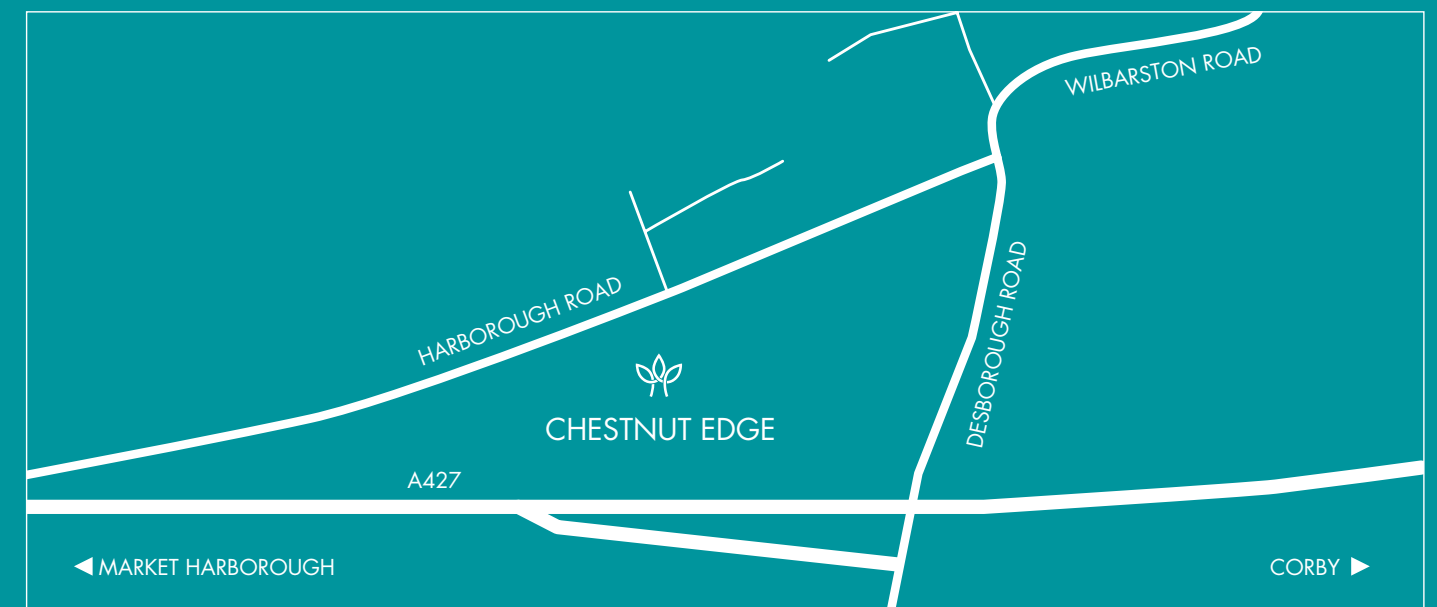 WILBARSTON ROAD
HARBOROUGH ROAD
DESBOROUGH ROAD
CHESTNUT EDGE
A427
MARKET HARBOROUGH
CORBY